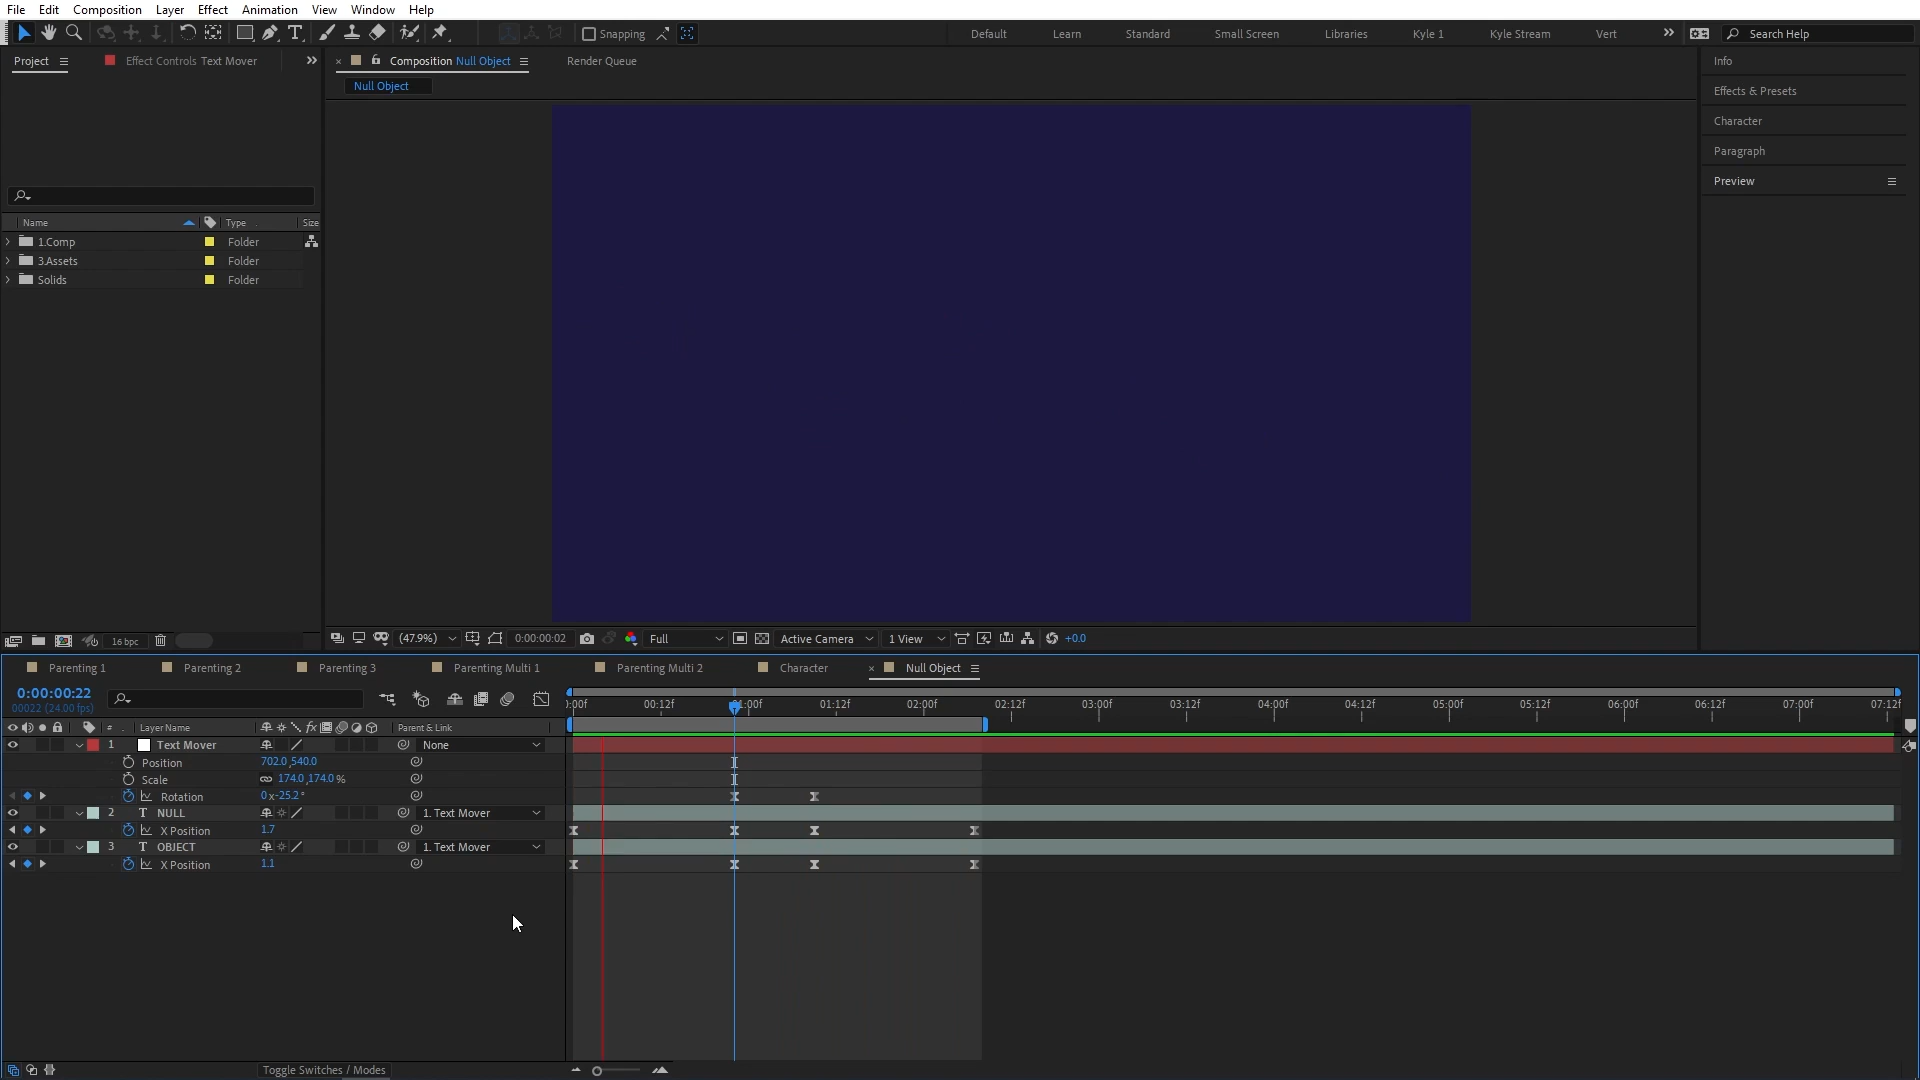 File Edit Composition Layer Effect Animation View Window Help
Snapping Default Learn Standard Small Screen Libraries Kyle 1 Kyle Stream Vert Search Help
Project Effect Controls Text Mover Composition Null Object Render Queue
Null Object
Info
Effects & Presets
Character
Paragraph
Preview
Name Type Size
1.Comp Folder
3.Assets Folder
Solids Folder
16 bpc (47.9%) 0:00:00:02 Full Active Camera 1 View +0.0
Parenting 1 Parenting 2 Parenting 3 Parenting Multi 1 Parenting Multi 2 Character Null Object
0:00:00:22
00022 (24.00 fps)
):00f 00:12f 01:00f 01:12f 02:00f 02:12f 03:00f 03:12f 04:00f 04:12f 05:00f 05:12f 06:00f 06:12f 07:00f 07:12f
# Layer Name fx Parent & Link
1 Text Mover None
Position 702.0,540.0
Scale 174.0,174.0%
Rotation 0x-25.2°
2 T NULL 1. Text Mover
X Position 1.7
3 T OBJECT 1. Text Mover
X Position 1.1
Toggle Switches / Modes